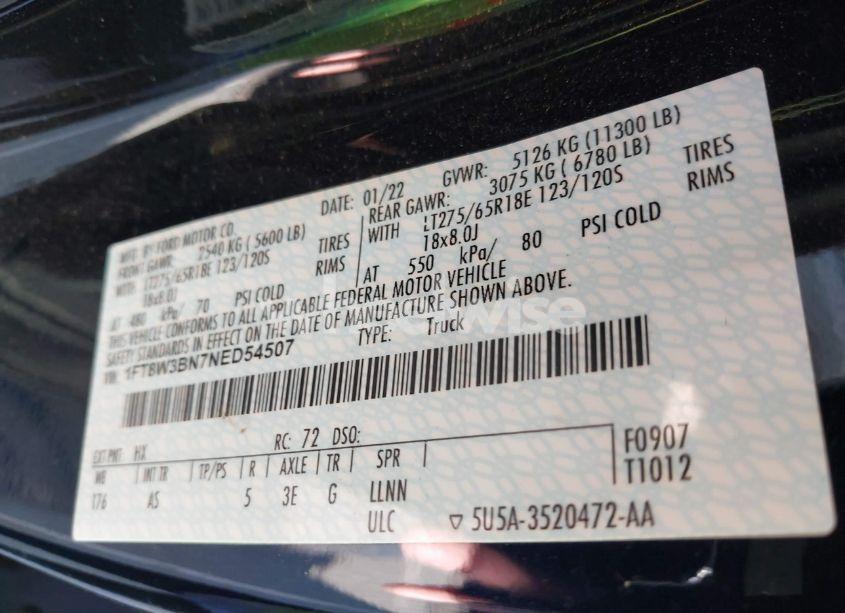 MFD. BY FORD MOTOR CO.
DATE: 01/22 GVWR: 5126 KG (11300 LB)
FRONT GAWR: 2540 KG ( 5600 LB)
REAR GAWR: 3075 KG ( 6780 LB)
WITH LT275/65R18E 123/120S TIRES
WITH LT275/65R18E 123/120S TIRES
18x8.0J RIMS
18x8.0J RIMS
AT 480 kPa/ 70 PSI COLD
AT 550 kPa/ 80 PSI COLD
THIS VEHICLE CONFORMS TO ALL APPLICABLE FEDERAL MOTOR VEHICLE
SAFETY STANDARDS IN EFFECT ON THE DATE OF MANUFACTURE SHOWN ABOVE.
VIN: 1FT8W3BN7NED54507 TYPE: Truck
EXT PNT: HX RC: 72 DSO: F0907
WB INT TR TP/PS R AXLE TR SPR T1012
176 AS 5 3E G LLNN
ULC 5U5A-3520472-AA